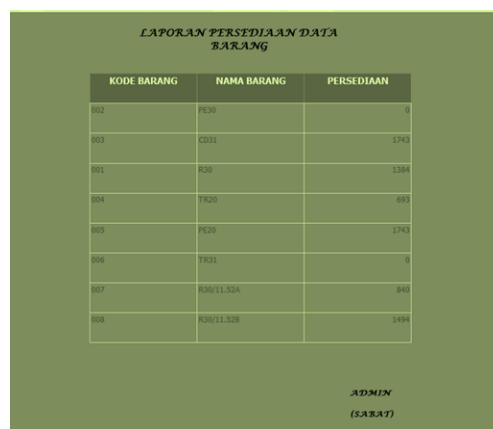 LAPORAN PERSEDIAAN DATA
BARANG
KODE BARANG NAMA BARANG PERSEDIAAN
002 PE30 0
003 CD31 1743
001 R30 1384
004 TR20 693
005 PE20 1743
006 TR31 0
007 R30/11.52A 840
008 R30/11.52B 1494
ADMIN
(SABAT)